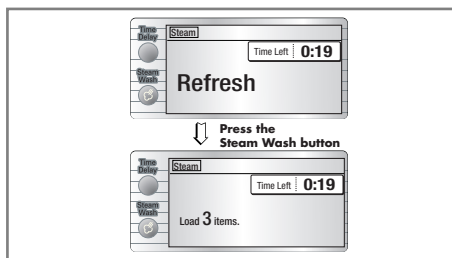 Time
Delay
Steam
Time Left 0:19
Steam
Wash
Refresh
Press the
Steam Wash button
Time
Delay
Steam
Time Left 0:19
Steam
Wash
Load 3 items.